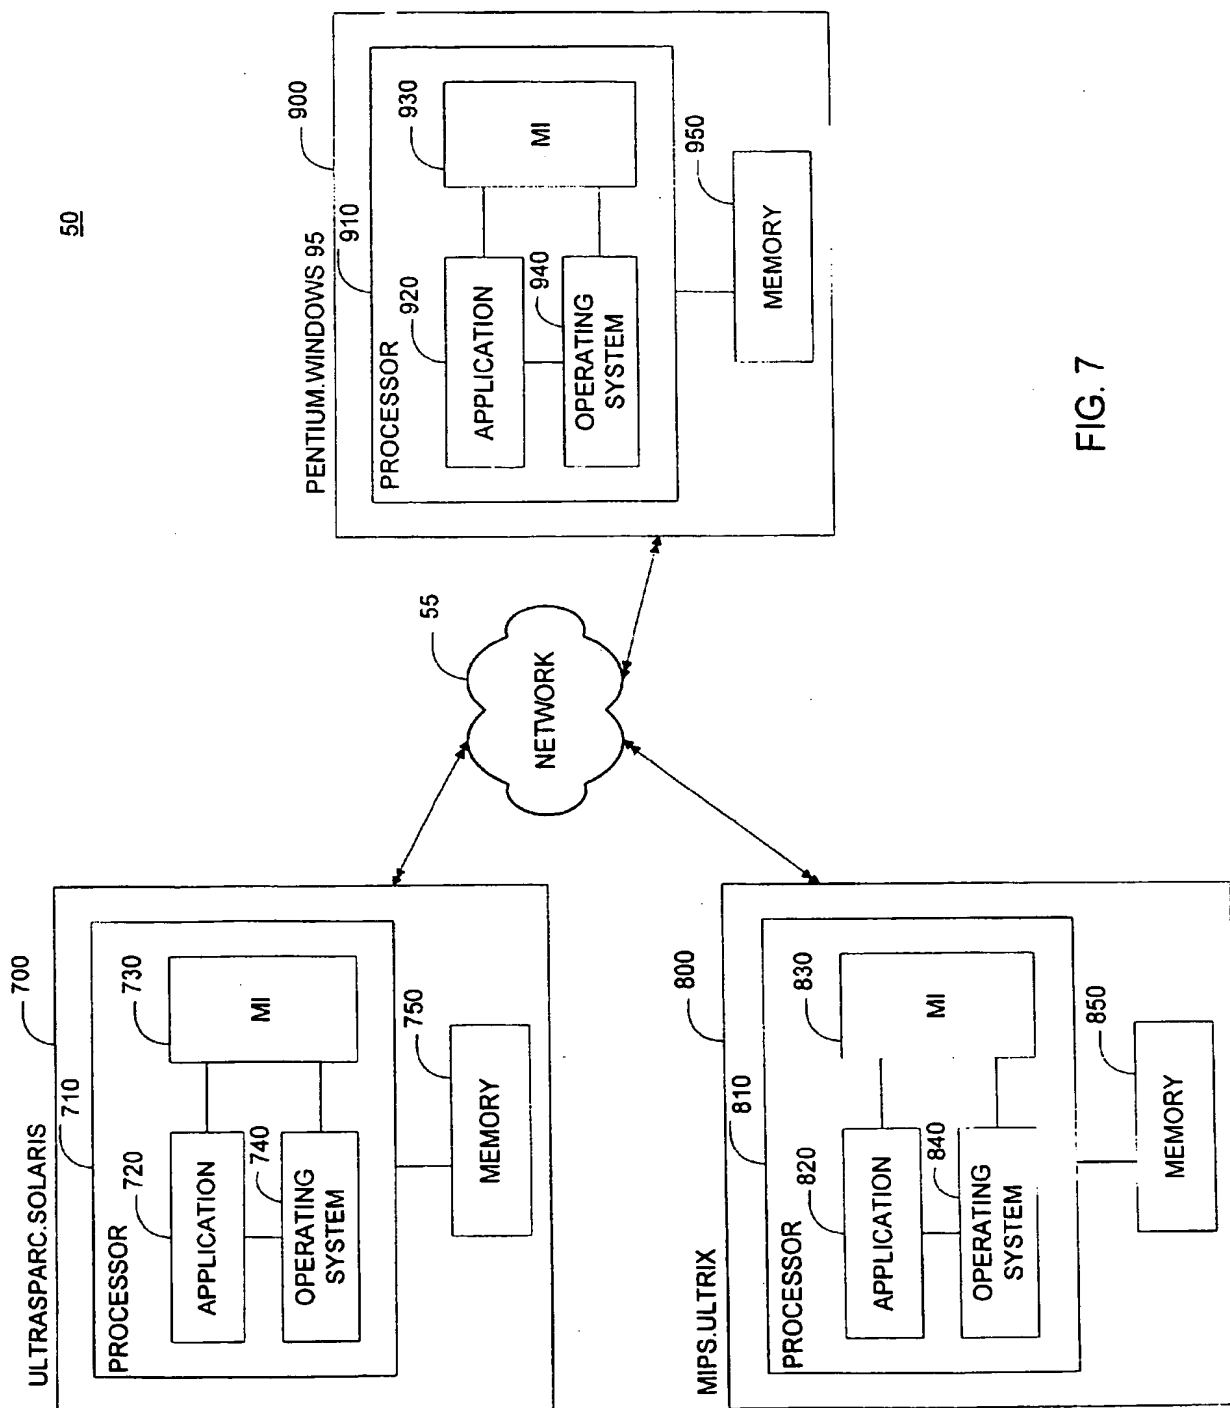 50
ULTRASPARC.SOLARIS
700
710
PROCESSOR
720
APPLICATION
730
MI
740
OPERATING
SYSTEM
750
MEMORY
55
NETWORK
PENTIUM.WINDOWS 95
900
910
PROCESSOR
920
APPLICATION
930
MI
940
OPERATING
SYSTEM
950
MEMORY
MIPS.ULTRIX
800
810
PROCESSOR
820
APPLICATION
830
MI
840
OPERATING
SYSTEM
850
MEMORY
FIG. 7